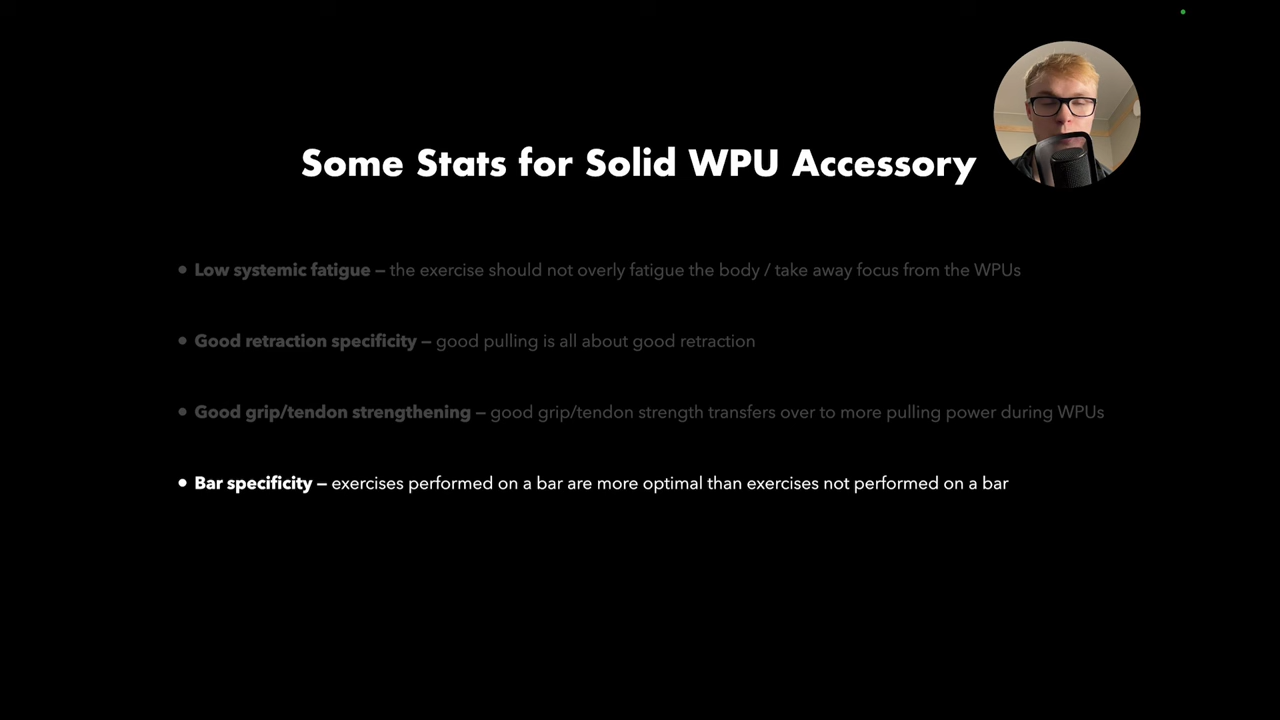 Some Stats for Solid WPU Accessory
• Low systemic fatigue – the exercise should not overly fatigue the body / take away focus from the WPUs
• Good retraction specificity – good pulling is all about good retraction
• Good grip/tendon strengthening – good grip/tendon strength transfers over to more pulling power during WPUs
• Bar specificity – exercises performed on a bar are more optimal than exercises not performed on a bar